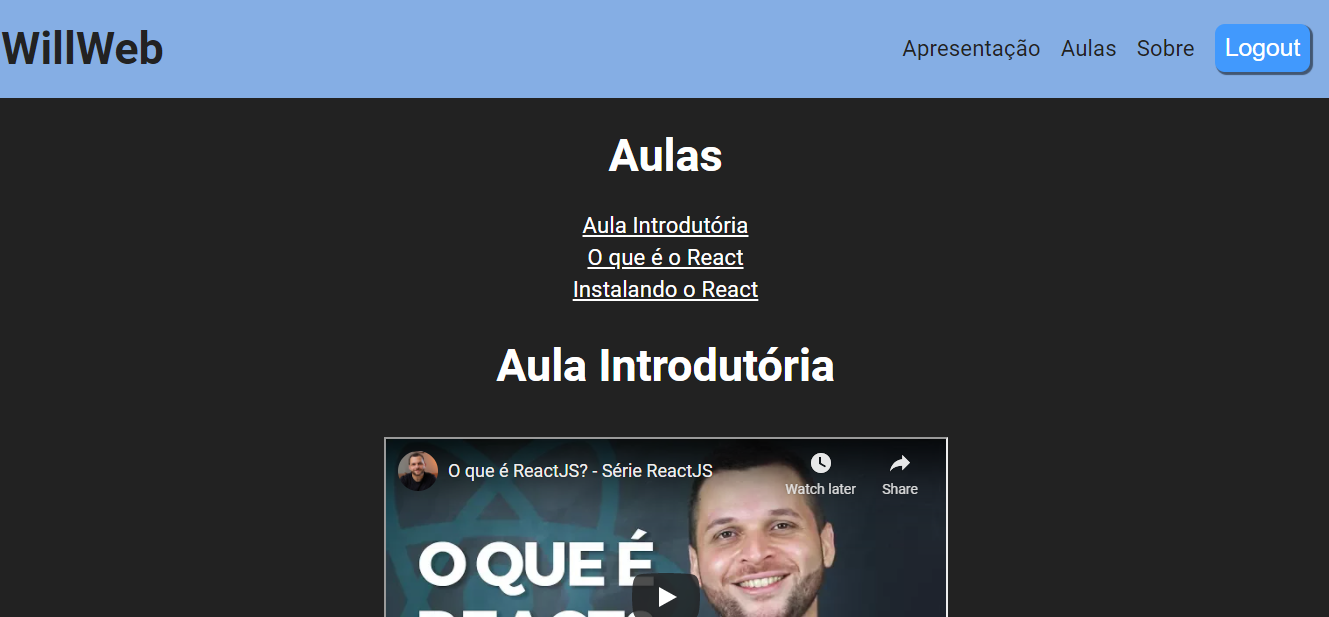 WillWeb
Apresentação Aulas Sobre Logout
Aulas
Aula Introdutória
O que é o React
Instalando o React
Aula Introdutória
O que é ReactJS? - Série ReactJS
Watch later Share
O QUE É
REACT?